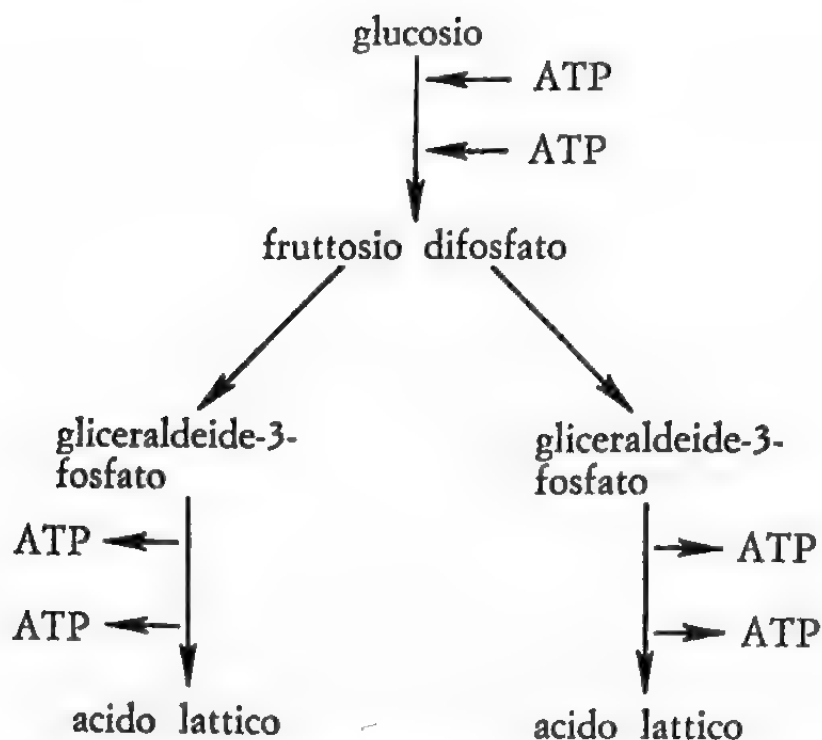 glucosio
ATP
ATP
fruttosio difosfato
gliceraldeide-3-
fosfato
gliceraldeide-3-
fosfato
ATP
ATP
ATP
ATP
acido lattico
acido lattico